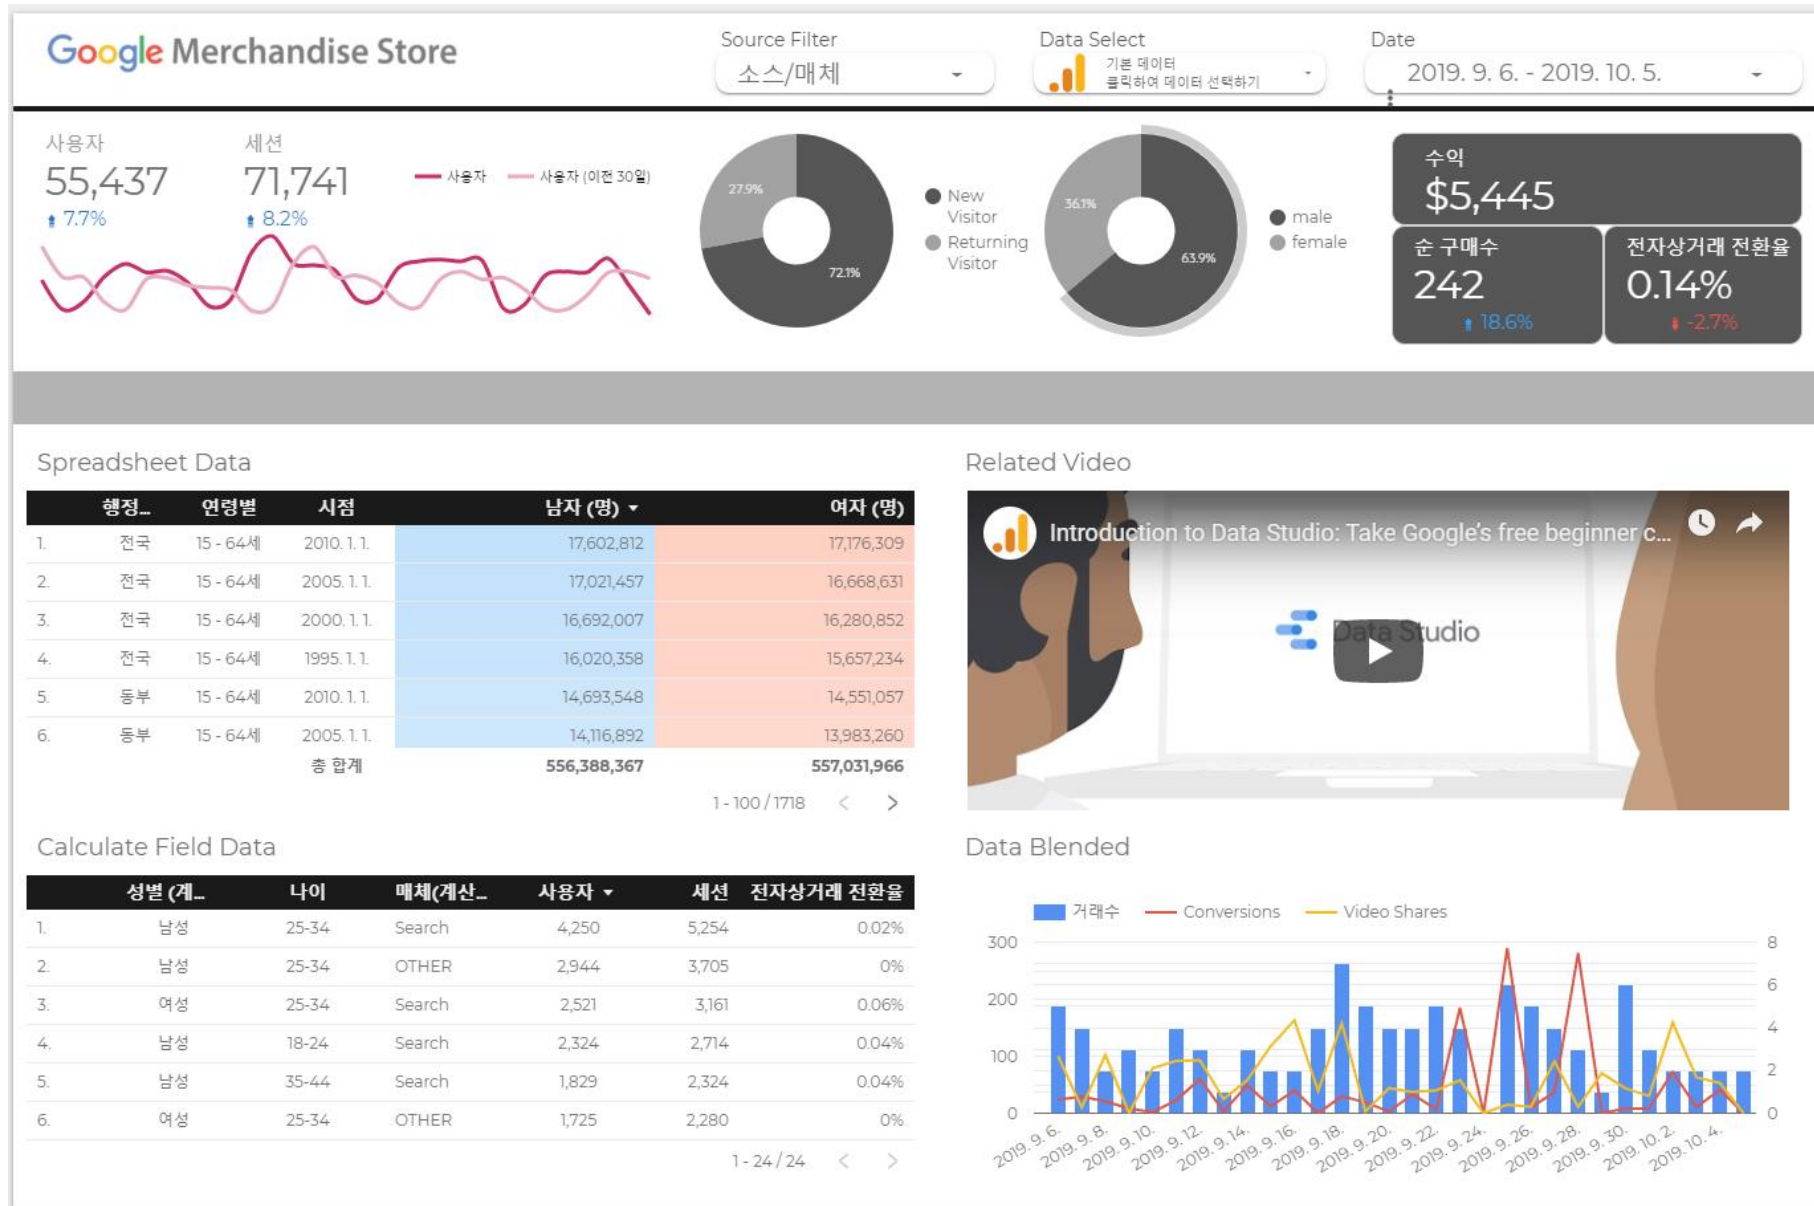 Google Merchandise Store
Source Filter
소스/매체
Data Select
기본 데이터
클릭하여 데이터 선택하기
Date
2019. 9. 6. - 2019. 10. 5.
사용자
55,437
7.7%
세션
71,741
8.2%
사용자
사용자 (이전 30일)
27.9%
72.1%
New
Visitor
Returning
Visitor
36.1%
63.9%
male
female
수익
$5,445
순 구매수
242
18.6%
전자상거래 전환율
0.14%
-2.7%
Spreadsheet Data
행정... 연령별 시점 남자 (명) 여자 (명)
1. 전국 15 - 64세 2010. 1. 1. 17,602,812 17,176,309
2. 전국 15 - 64세 2005. 1. 1. 17,021,457 16,668,631
3. 전국 15 - 64세 2000. 1. 1. 16,692,007 16,280,852
4. 전국 15 - 64세 1995. 1. 1. 16,020,358 15,657,234
5. 동부 15 - 64세 2010. 1. 1. 14,693,548 14,551,057
6. 동부 15 - 64세 2005. 1. 1. 14,116,892 13,983,260
총 합계 556,388,367 557,031,966
1 - 100 / 1718
Related Video
Introduction to Data Studio: Take Google's free beginner c...
Data Studio
Calculate Field Data
성별 (계... 나이 매체(계산... 사용자 세션 전자상거래 전환율
1. 남성 25-34 Search 4,250 5,254 0.02%
2. 남성 25-34 OTHER 2,944 3,705 0%
3. 여성 25-34 Search 2,521 3,161 0.06%
4. 남성 18-24 Search 2,324 2,714 0.04%
5. 남성 35-44 Search 1,829 2,324 0.04%
6. 여성 25-34 OTHER 1,725 2,280 0%
1 - 24 / 24
Data Blended
거래수 Conversions Video Shares
300
200
100
0
8
6
4
2
0
2019. 9. 6.
2019. 9. 8.
2019. 9. 10.
2019. 9. 12.
2019. 9. 14.
2019. 9. 16.
2019. 9. 18.
2019. 9. 20.
2019. 9. 22.
2019. 9. 24.
2019. 9. 26.
2019. 9. 28.
2019. 9. 30.
2019. 10. 2.
2019. 10. 4.